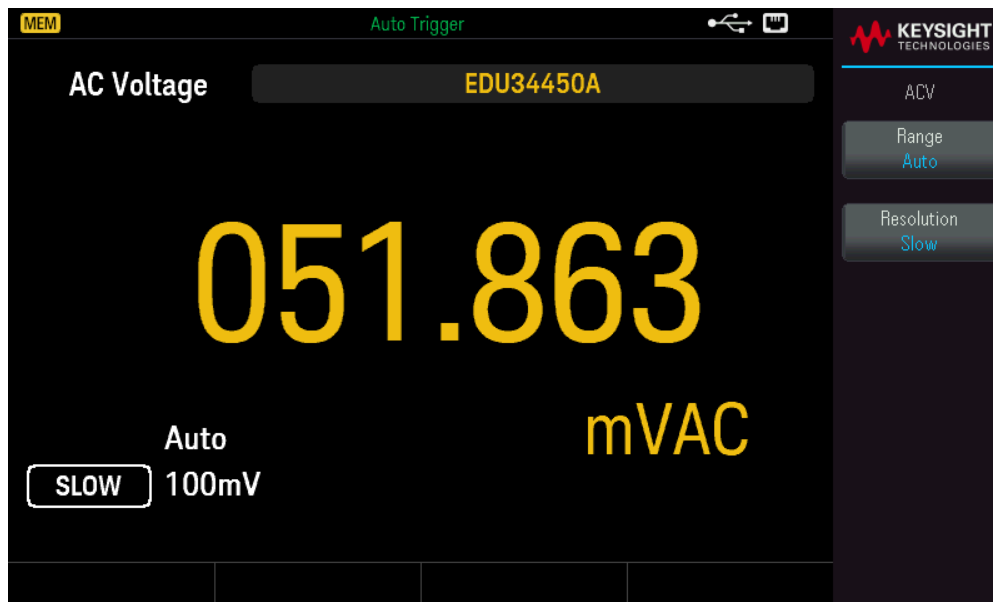 MEM
Auto Trigger
KEYSIGHT
TECHNOLOGIES
AC Voltage
EDU34450A
ACV
Range
Auto
051.863
Resolution
Slow
mVAC
Auto
SLOW
100mV